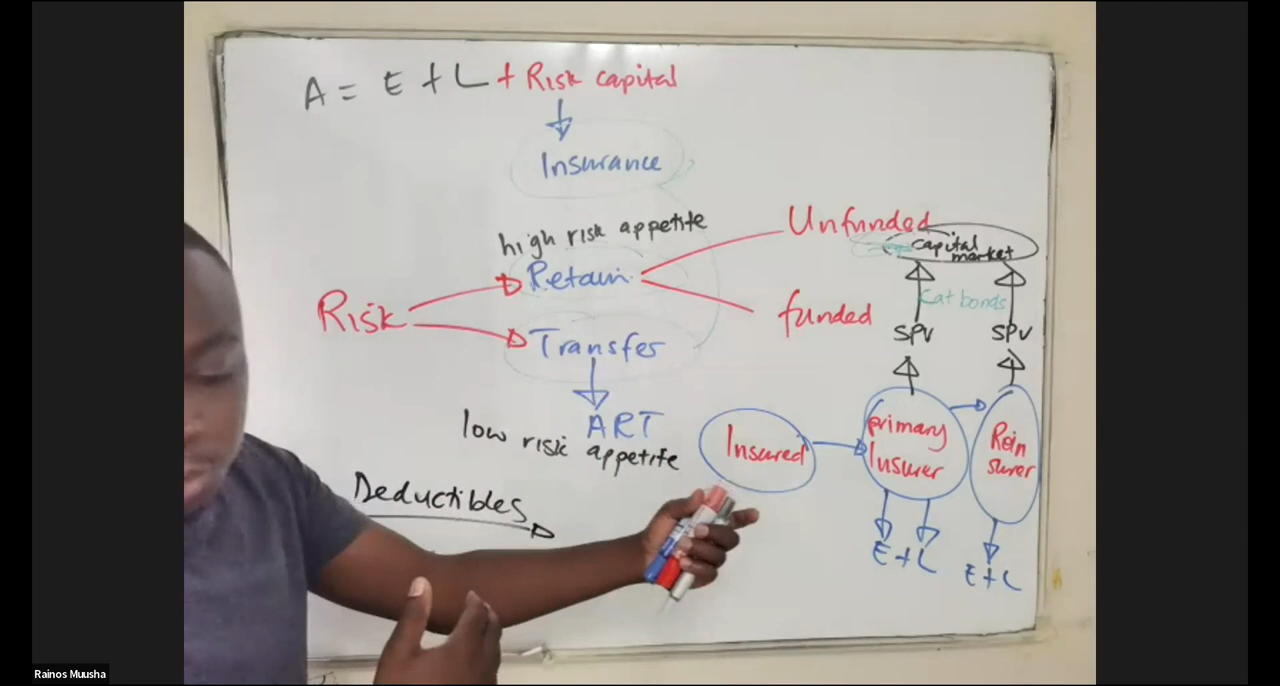 A = E + L + Risk capital
Insurance
high risk appetite
Unfunded
capital
market
Retain
Risk
funded
Cat bonds
SPV SPV
Transfer
ART
low risk appetite
Insured
primary
Insurer
Rein
surer
Deductibles
E + L
E + L
Rainos Muusha